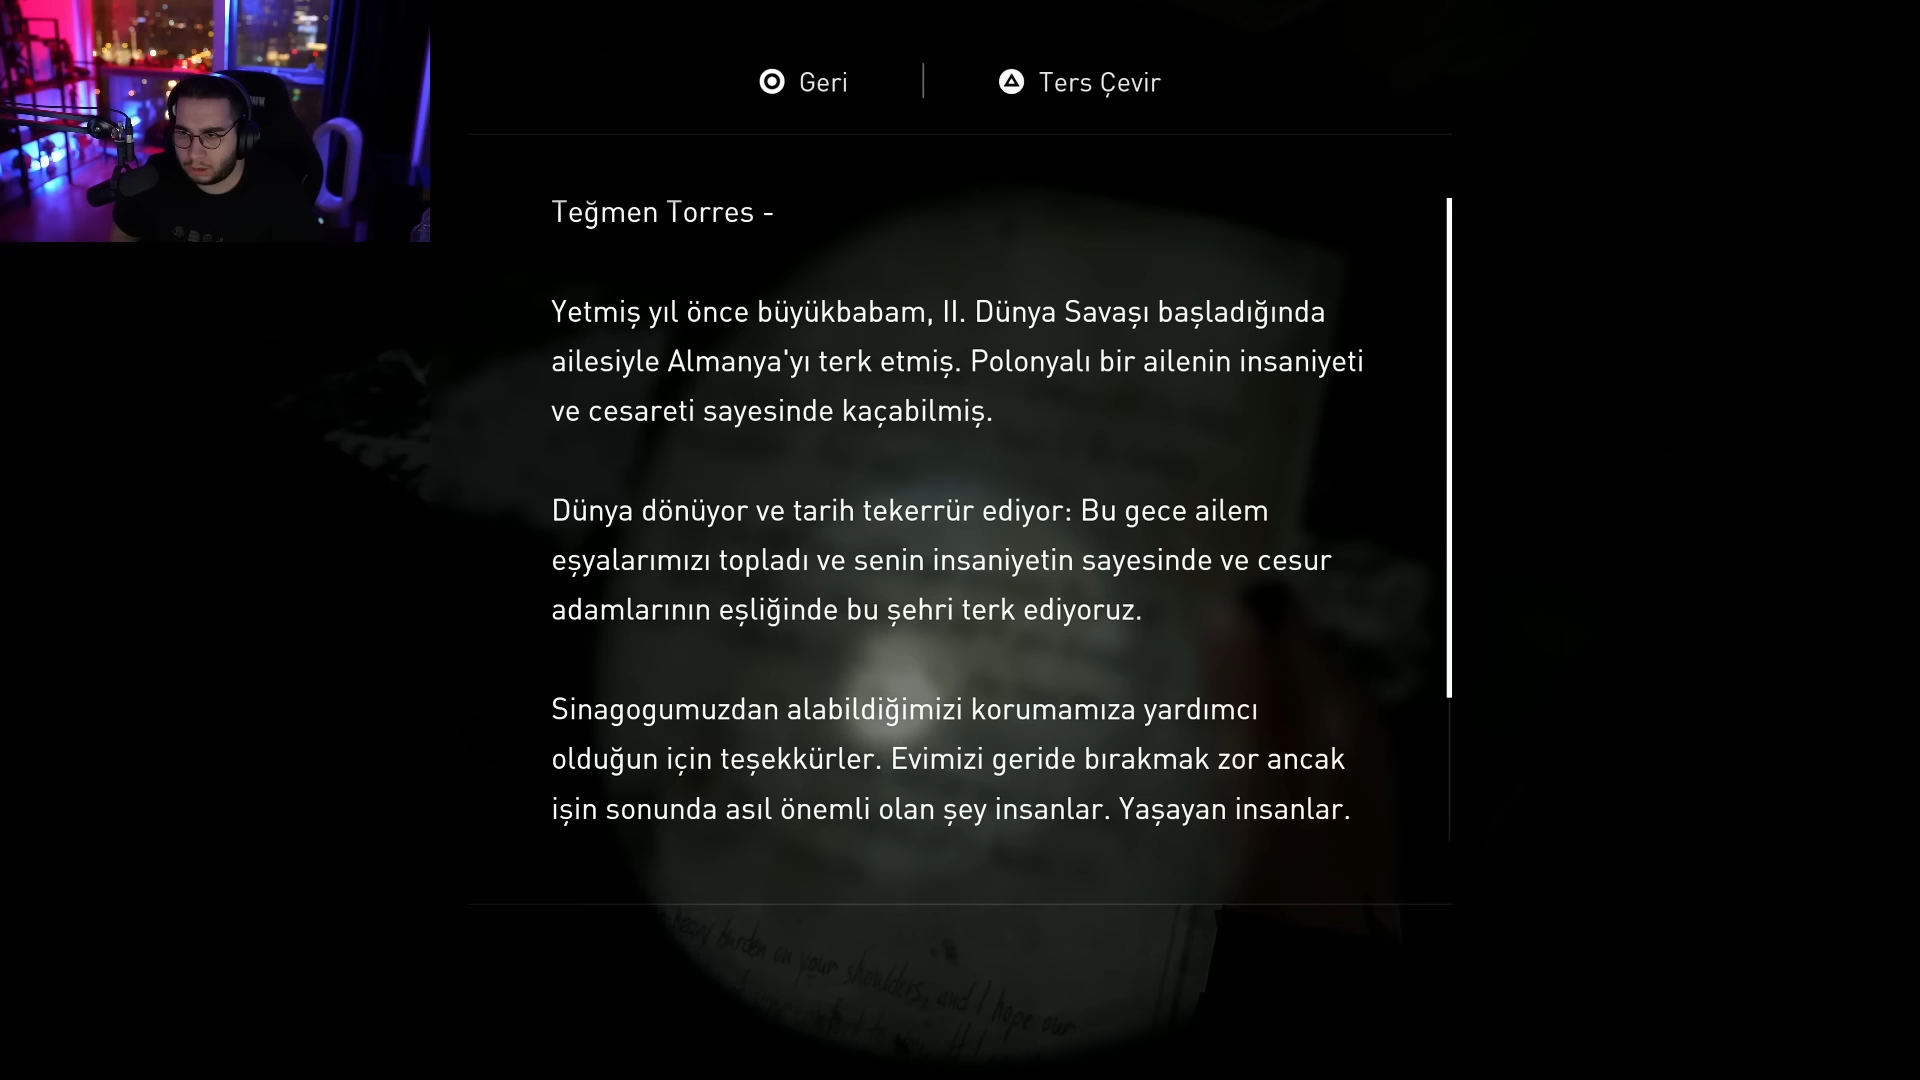 Geri
Ters Çevir
Teğmen Torres -
Yetmiş yıl önce büyükbabam, II. Dünya Savaşı başladığında
ailesiyle Almanya'yı terk etmiş. Polonyalı bir ailenin insaniyeti
ve cesareti sayesinde kaçabilmiş.
Dünya dönüyor ve tarih tekerrür ediyor: Bu gece ailem
eşyalarımızı topladı ve senin insaniyetin sayesinde ve cesur
adamlarının eşliğinde bu şehri terk ediyoruz.
Sinagogumuzdan alabildiğimizi korumamıza yardımcı
olduğun için teşekkürler. Evimizi geride bırakmak zor ancak
işin sonunda asıl önemli olan şey insanlar. Yaşayan insanlar.
heavy burden on your shoulders, and I hope our